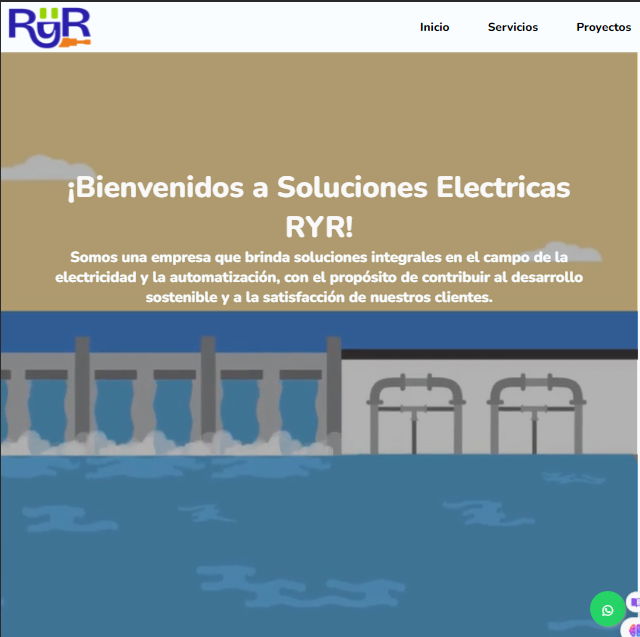 RYR
Inicio Servicios Proyectos
¡Bienvenidos a Soluciones Electricas
RYR!
Somos una empresa que brinda soluciones integrales en el campo de la
electricidad y la automatización, con el propósito de contribuir al desarrollo
sostenible y a la satisfacción de nuestros clientes.